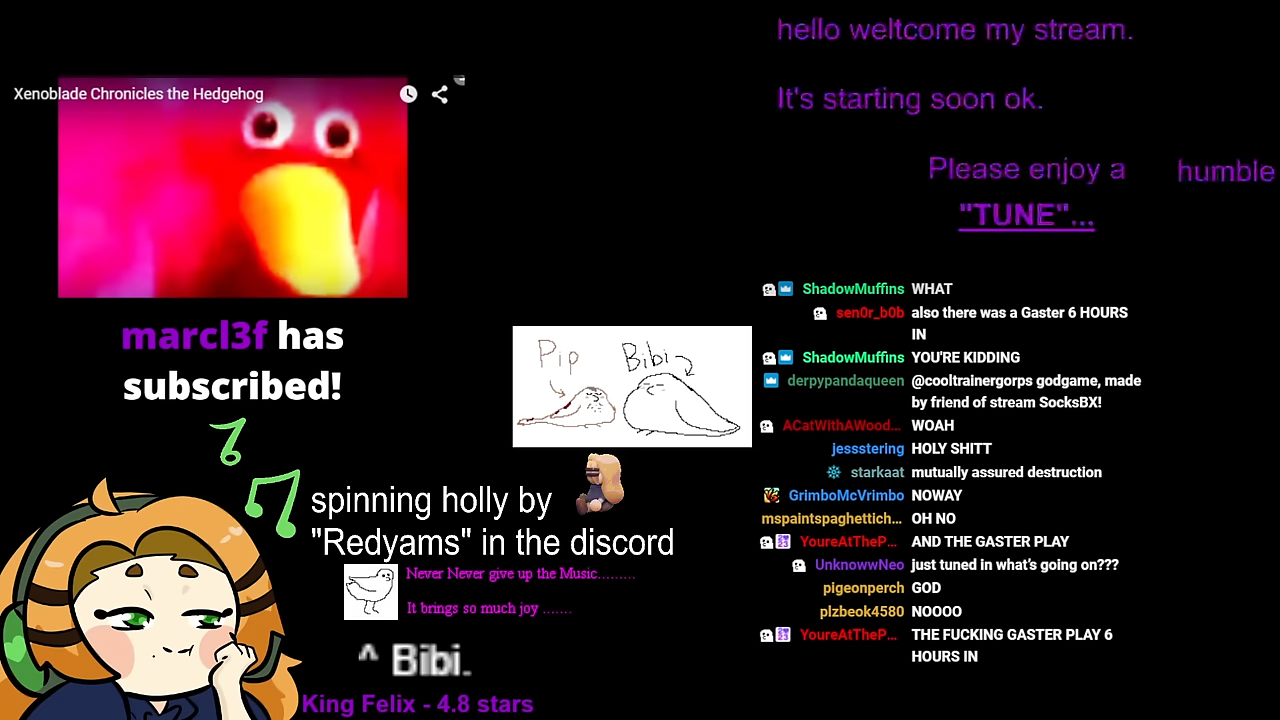 hello weltcome my stream.
It's starting soon ok.
Please enjoy a humble
"TUNE"...
Xenoblade Chronicles the Hedgehog
marcl3f has
subscribed!
Pip Bibi
spinning holly by
"Redyams" in the discord
Never Never give up the Music.........
It brings so much joy .......
^ Bibi.
King Felix - 4.8 stars
ShadowMuffins WHAT
sen0r_b0b also there was a Gaster 6 HOURS
IN
ShadowMuffins YOU'RE KIDDING
derpypandaqueen @cooltrainergorps godgame, made
by friend of stream SocksBX!
ACatWithAWood... WOAH
jessstering HOLY SHITT
starkaat mutually assured destruction
GrimboMcVrimbo NOWAY
mspaintspaghettich... OH NO
YoureAtTheP... AND THE GASTER PLAY
UnknowwNeo just tuned in what's going on???
pigeonperch GOD
plzbeok4580 NOOOO
YoureAtTheP... THE FUCKING GASTER PLAY 6
HOURS IN